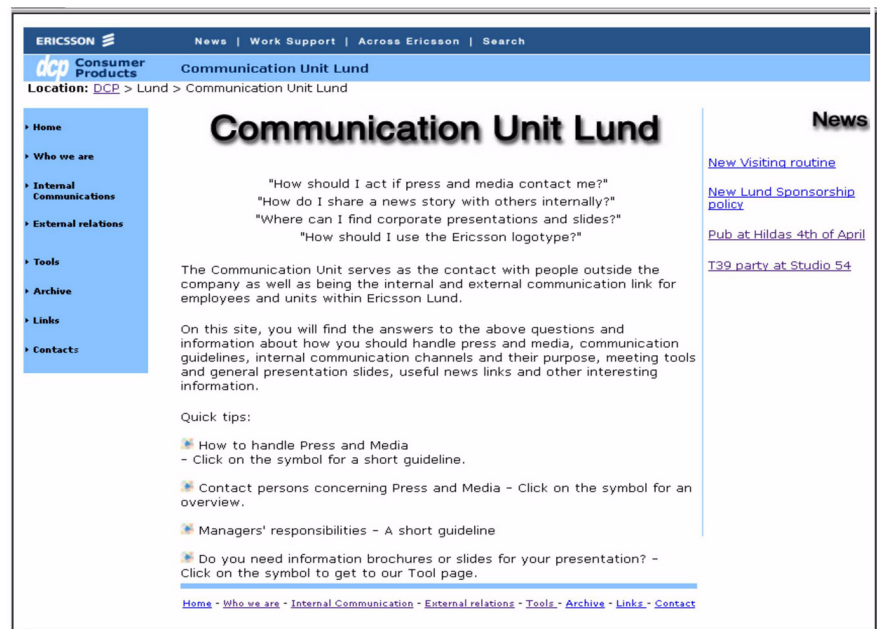 ERICSSON
News | Work Support | Across Ericsson | Search
dcp Consumer Products
Communication Unit Lund
Location: DCP > Lund > Communication Unit Lund
Home
Who we are
Internal
Communications
External relations
Tools
Archive
Links
Contacts
Communication Unit Lund
"How should I act if press and media contact me?"
"How do I share a news story with others internally?"
"Where can I find corporate presentations and slides?"
"How should I use the Ericsson logotype?"
The Communication Unit serves as the contact with people outside the
company as well as being the internal and external communication link for
employees and units within Ericsson Lund.
On this site, you will find the answers to the above questions and
information about how you should handle press and media, communication
guidelines, internal communication channels and their purpose, meeting tools
and general presentation slides, useful news links and other interesting
information.
Quick tips:
How to handle Press and Media
– Click on the symbol for a short guideline.
Contact persons concerning Press and Media – Click on the symbol for an
overview.
Managers' responsibilities – A short guideline
Do you need information brochures or slides for your presentation? –
Click on the symbol to get to our Tool page.
Home - Who we are - Internal Communication - External relations - Tools - Archive - Links - Contact
News
New Visiting routine
New Lund Sponsorship
policy
Pub at Hildas 4th of April
T39 party at Studio 54